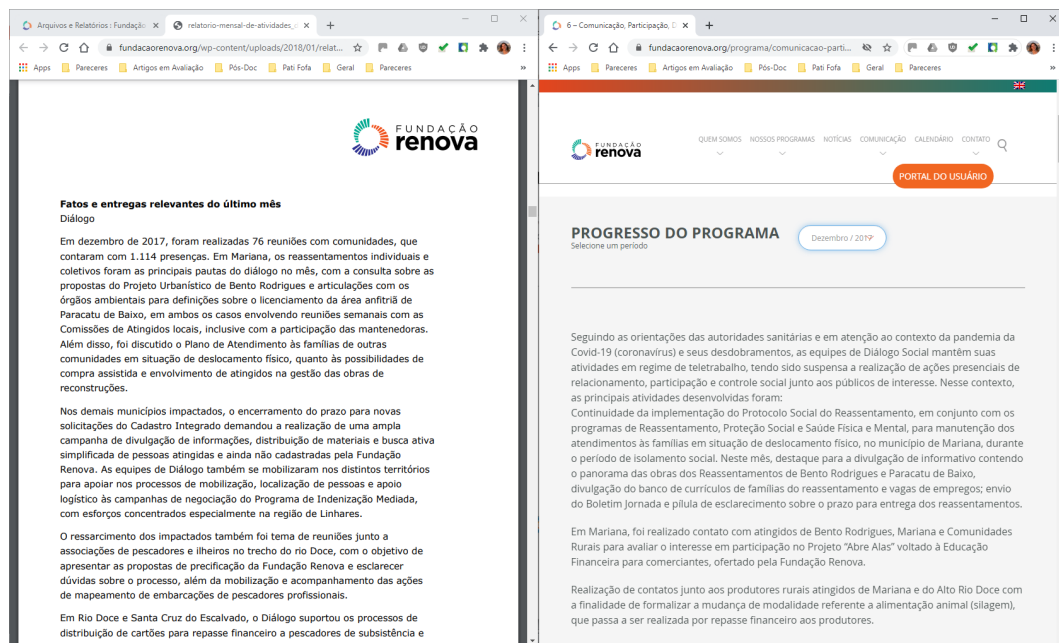 Arquivos e Relatórios : Fundação
relatorio-mensal-de-atividades_c
fundacaorenova.org/wp-content/uploads/2018/01/relat...
Apps Pareceres Artigos em Avaliação Pós-Doc Pati Fofa Geral Pareceres »
FUNDAÇÃO
renova
Fatos e entregas relevantes do último mês
Diálogo
Em dezembro de 2017, foram realizadas 76 reuniões com comunidades, que
contaram com 1.114 presenças. Em Mariana, os reassentamentos individuais e
coletivos foram as principais pautas do diálogo no mês, com a consulta sobre as
propostas do Projeto Urbanístico de Bento Rodrigues e articulações com os
órgãos ambientais para definições sobre o licenciamento da área anfitriã de
Paracatu de Baixo, em ambos os casos envolvendo reuniões semanais com as
Comissões de Atingidos locais, inclusive com a participação das mantenedoras.
Além disso, foi discutido o Plano de Atendimento às famílias de outras
comunidades em situação de deslocamento físico, quanto às possibilidades de
compra assistida e envolvimento de atingidos na gestão das obras de
reconstruções.
Nos demais municípios impactados, o encerramento do prazo para novas
solicitações do Cadastro Integrado demandou a realização de uma ampla
campanha de divulgação de informações, distribuição de materiais e busca ativa
simplificada de pessoas atingidas e ainda não cadastradas pela Fundação
Renova. As equipes de Diálogo também se mobilizaram nos distintos territórios
para apoiar nos processos de mobilização, localização de pessoas e apoio
logístico às campanhas de negociação do Programa de Indenização Mediada,
com esforços concentrados especialmente na região de Linhares.
O ressarcimento dos impactados também foi tema de reuniões junto a
associações de pescadores e ilheiros no trecho do rio Doce, com o objetivo de
apresentar as propostas de precificação da Fundação Renova e esclarecer
dúvidas sobre o processo, além da mobilização e acompanhamento das ações
de mapeamento de embarcações de pescadores profissionais.
Em Rio Doce e Santa Cruz do Escalvado, o Diálogo suportou os processos de
distribuição de cartões para repasse financeiro a pescadores de subsistência e
6 – Comunicação, Participação, D
fundacaorenova.org/programa/comunicacao-parti...
Apps Pareceres Artigos em Avaliação Pós-Doc Pati Fofa Geral Pareceres »
FUNDAÇÃO
renova
QUEM SOMOS NOSSOS PROGRAMAS NOTÍCIAS COMUNICAÇÃO CALENDÁRIO CONTATO
PORTAL DO USUÁRIO
PROGRESSO DO PROGRAMA
Selecione um período
Dezembro /
Seguindo as orientações das autoridades sanitárias e em atenção ao contexto da pandemia da
Covid-19 (coronavírus) e seus desdobramentos, as equipes de Diálogo Social mantêm suas
atividades em regime de teletrabalho, tendo sido suspensa a realização de ações presenciais de
relacionamento, participação e controle social junto aos públicos de interesse. Nesse contexto,
as principais atividades desenvolvidas foram:
Continuidade da implementação do Protocolo Social do Reassentamento, em conjunto com os
programas de Reassentamento, Proteção Social e Saúde Física e Mental, para manutenção dos
atendimentos às famílias em situação de deslocamento físico, no município de Mariana, durante
o período de isolamento social. Neste mês, destaque para a divulgação de informativo contendo
o panorama das obras dos Reassentamentos de Bento Rodrigues e Paracatu de Baixo,
divulgação do banco de currículos de famílias do reassentamento e vagas de empregos; envio
do Boletim Jornada e pílula de esclarecimento sobre o prazo para entrega dos reassentamentos.
Em Mariana, foi realizado contato com atingidos de Bento Rodrigues, Mariana e Comunidades
Rurais para avaliar o interesse em participação no Projeto “Abre Alas” voltado à Educação
Financeira para comerciantes, ofertado pela Fundação Renova.
Realização de contatos junto aos produtores rurais atingidos de Mariana e do Alto Rio Doce com
a finalidade de formalizar a mudança de modalidade referente a alimentação animal (silagem),
que passa a ser realizada por repasse financeiro aos produtores.